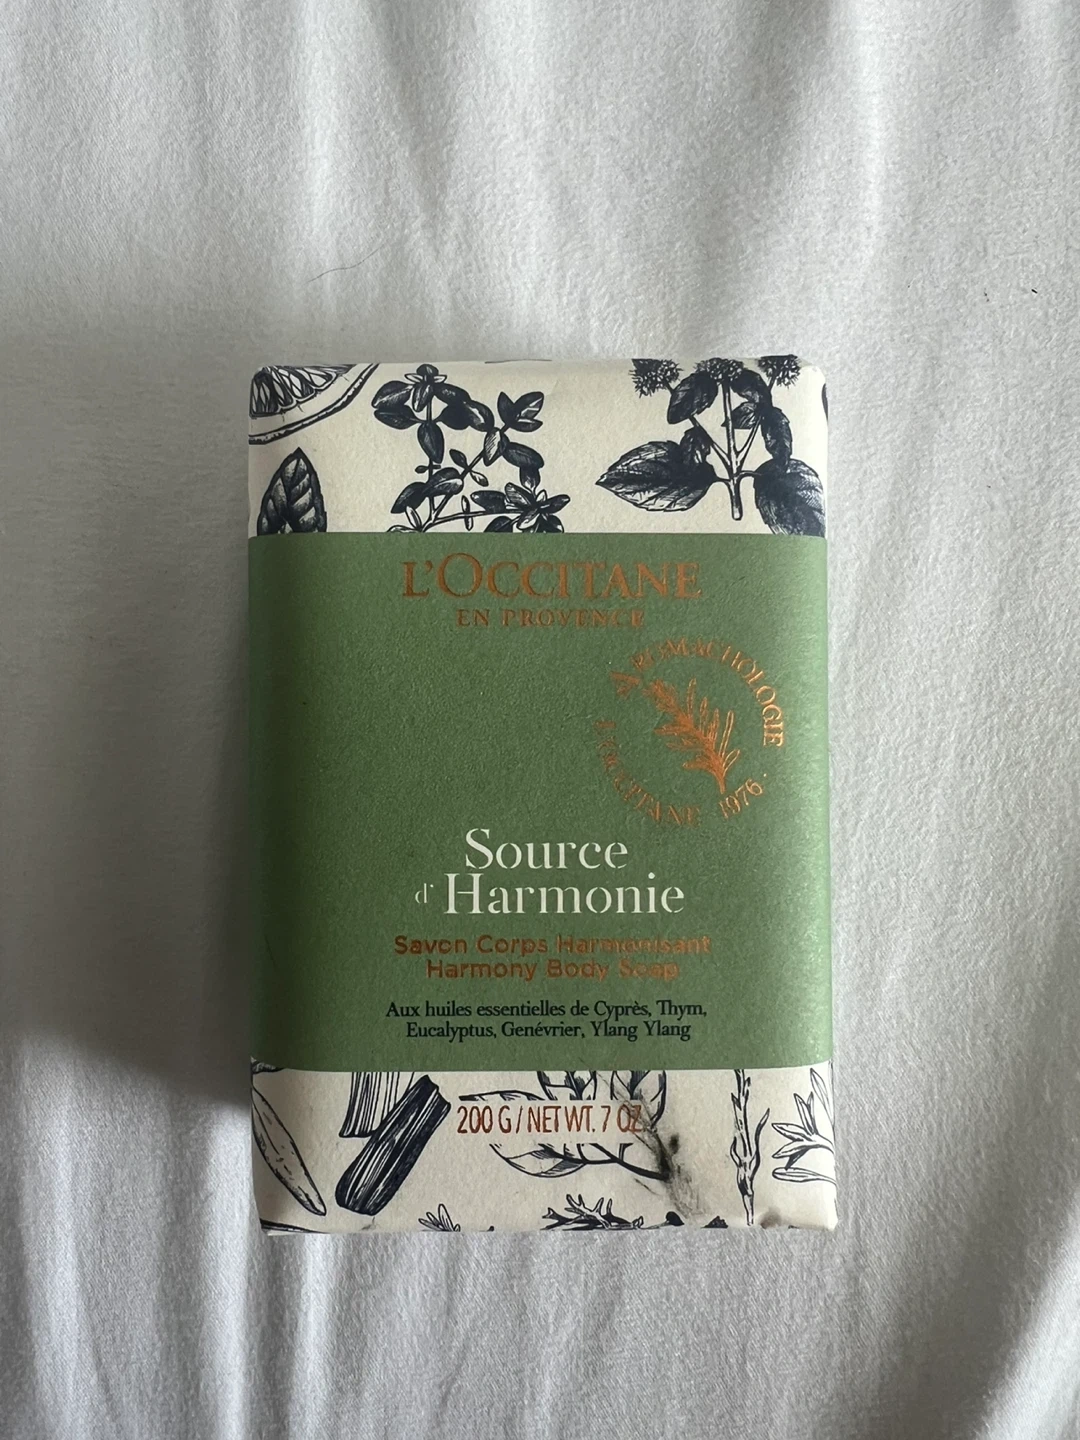 L'OCCITANE
EN PROVENCE
AROMACHOLOGIE
L'OCCITANE 1976.
Source
d'Harmonie
Savon Corps Harmonisant
Harmony Body Soap
Aux huiles essentielles de Cyprès, Thym,
Eucalyptus, Genévrier, Ylang Ylang
200 G / NET WT. 7 OZ.